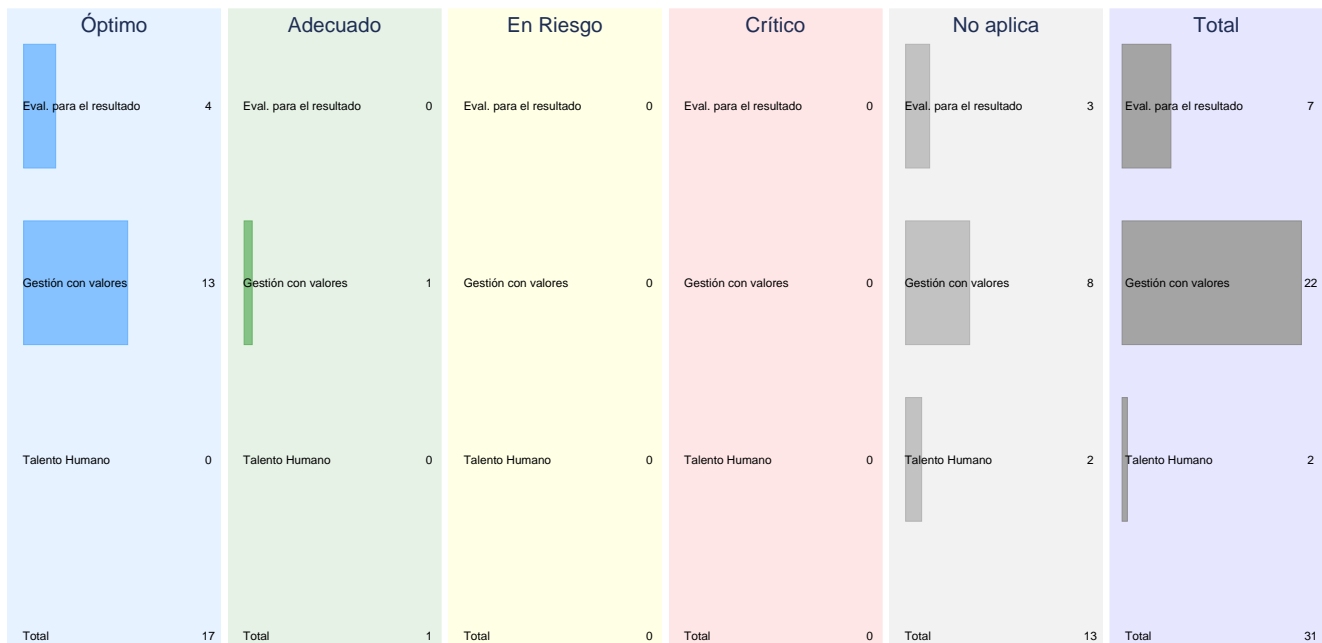 Óptimo Adecuado En Riesgo Crítico No aplica Total
Eval. para el resultado 4 Eval. para el resultado 0 Eval. para el resultado 0 Eval. para el resultado 0 Eval. para el resultado 3 Eval. para el resultado 7
Gestión con valores 13 Gestión con valores 1 Gestión con valores 0 Gestión con valores 0 Gestión con valores 8 Gestión con valores 22
Talento Humano 0 Talento Humano 0 Talento Humano 0 Talento Humano 0 Talento Humano 2 Talento Humano 2
Total 17 Total 1 Total 0 Total 0 Total 13 Total 31